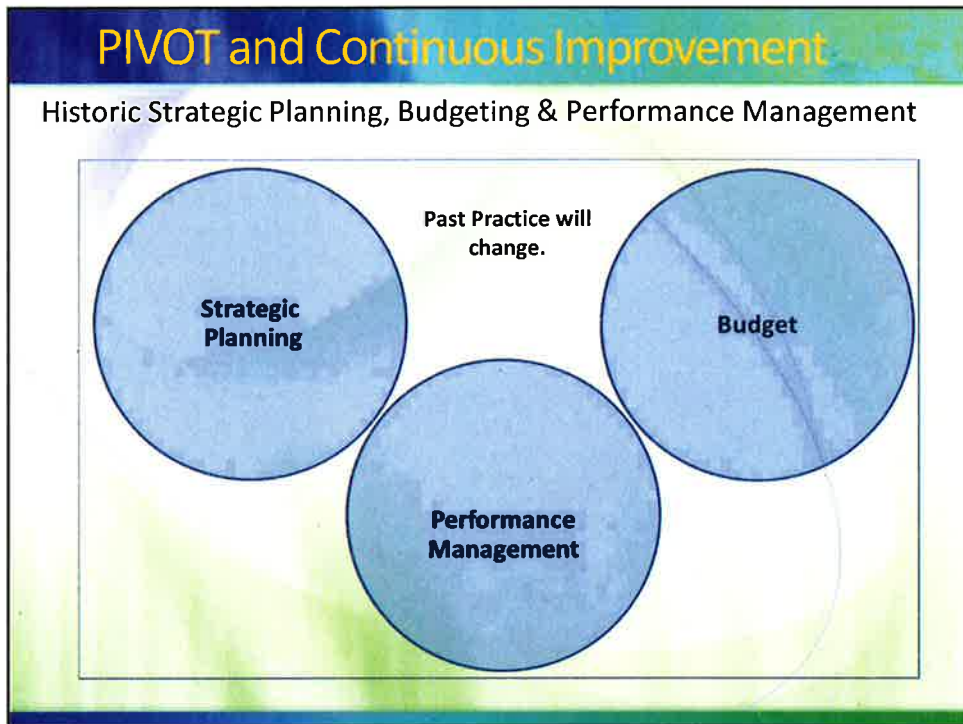 PIVOT and Continuous Improvement
Historic Strategic Planning, Budgeting & Performance Management
Past Practice will
change.
Strategic
Planning
Budget
Performance
Management